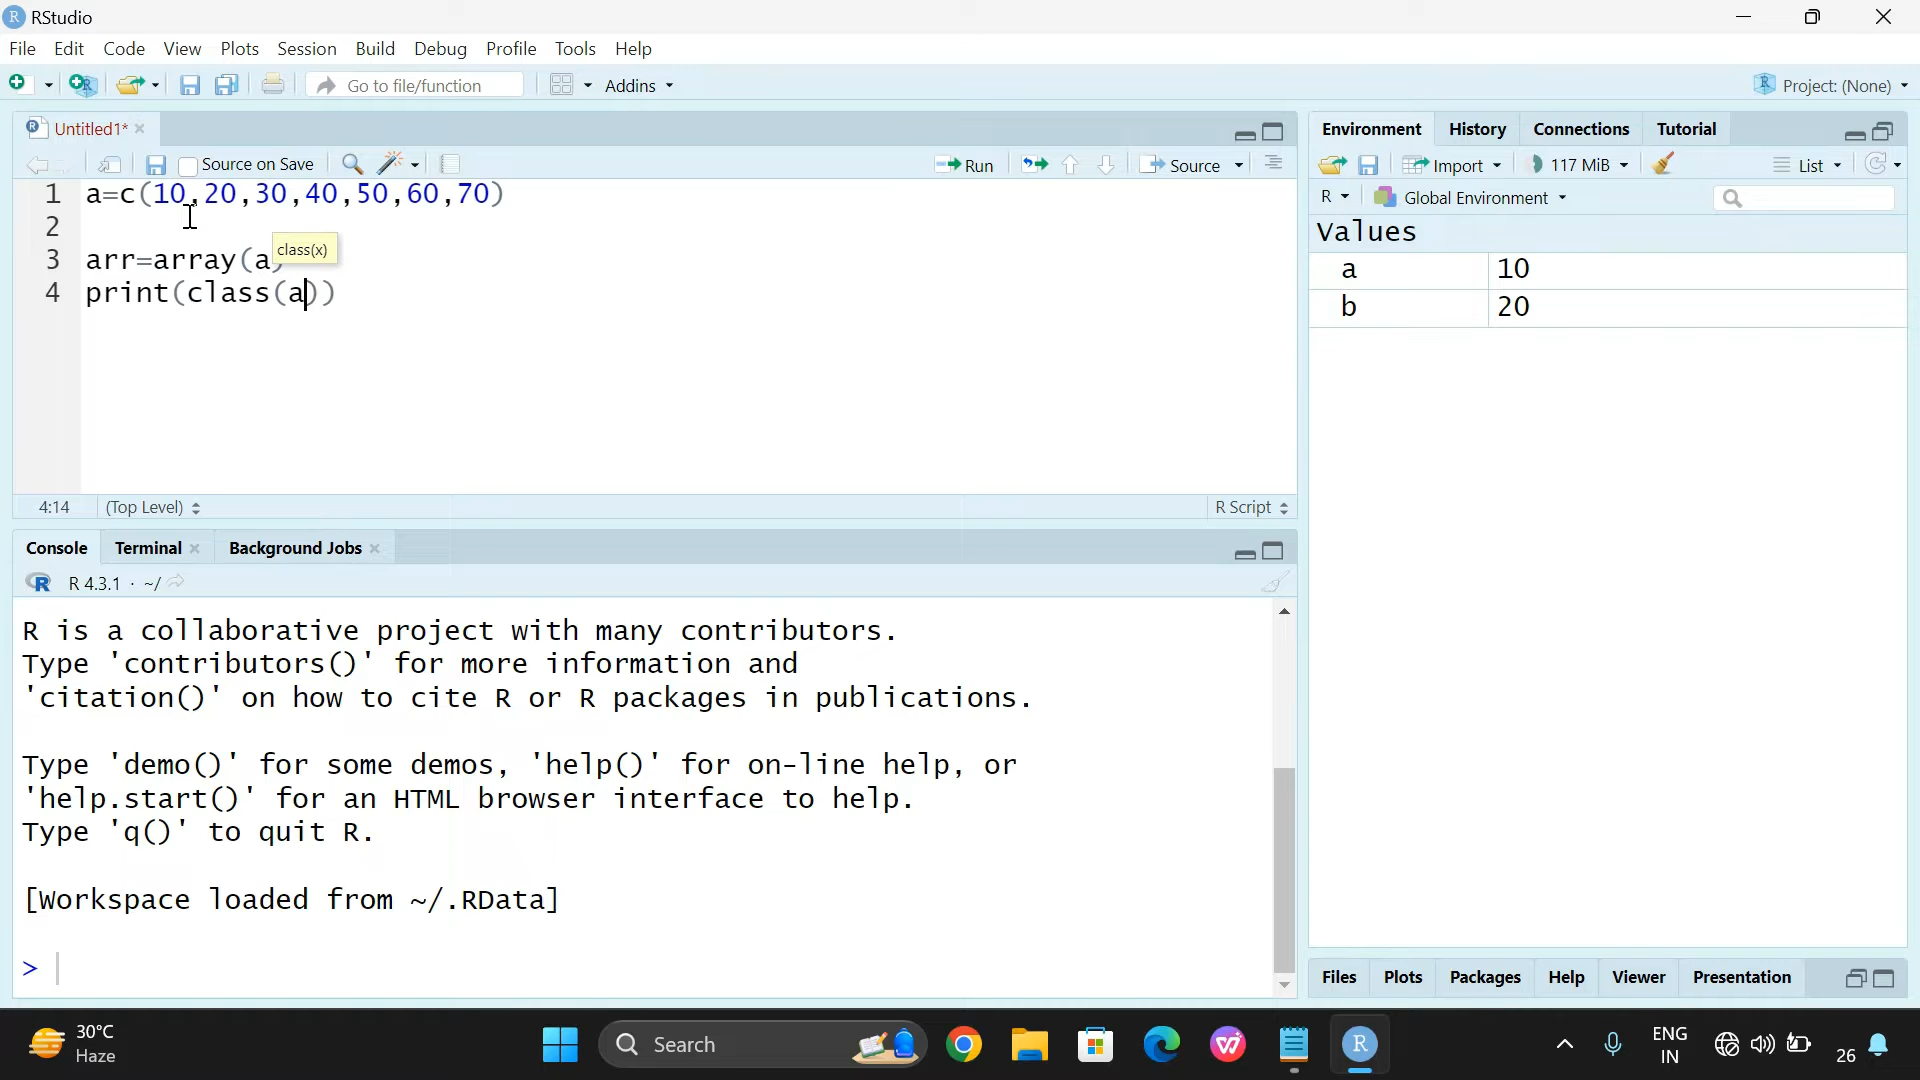 RStudio
File Edit Code View Plots Session Build Debug Profile Tools Help
Go to file/function Addins Project: (None)
Untitled1*
Source on Save Run Source
1 a=c(10,20,30,40,50,60,70)
2
class(x)
3 arr=array(a)
4 print(class(a))
4:14 (Top Level) R Script
Console Terminal Background Jobs
R 4.3.1 · ~/
R is a collaborative project with many contributors.
Type 'contributors()' for more information and
'citation()' on how to cite R or R packages in publications.
Type 'demo()' for some demos, 'help()' for on-line help, or
'help.start()' for an HTML browser interface to help.
Type 'q()' to quit R.
[Workspace loaded from ~/.RData]
>
Environment History Connections Tutorial
Import 117 MiB List
R Global Environment
Values
a 10
b 20
Files Plots Packages Help Viewer Presentation
30°C
Haze
Search
ENG
IN
26